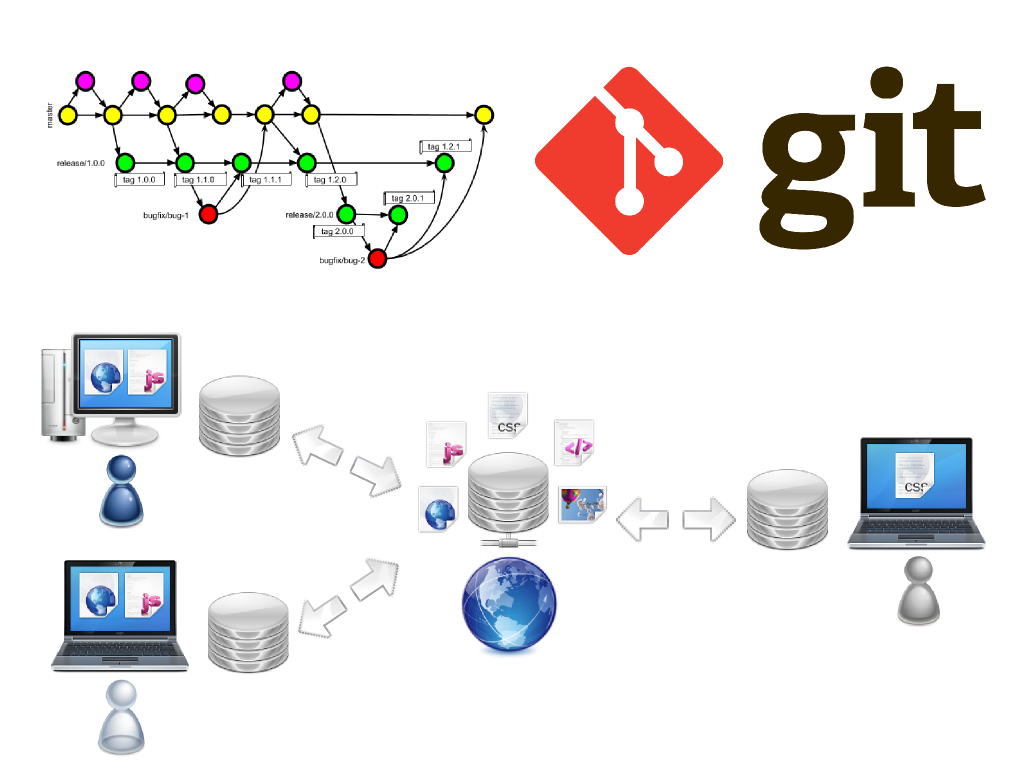 master
git
tag 1.2.1
release/1.0.0
tag 1.0.0
tag 1.1.0
tag 1.1.1
tag 1.2.0
tag 2.0.1
bugfix/bug-1
release/2.0.0
tag 2.0.0
bugfix/bug-2
js
css
js
</>
css
js